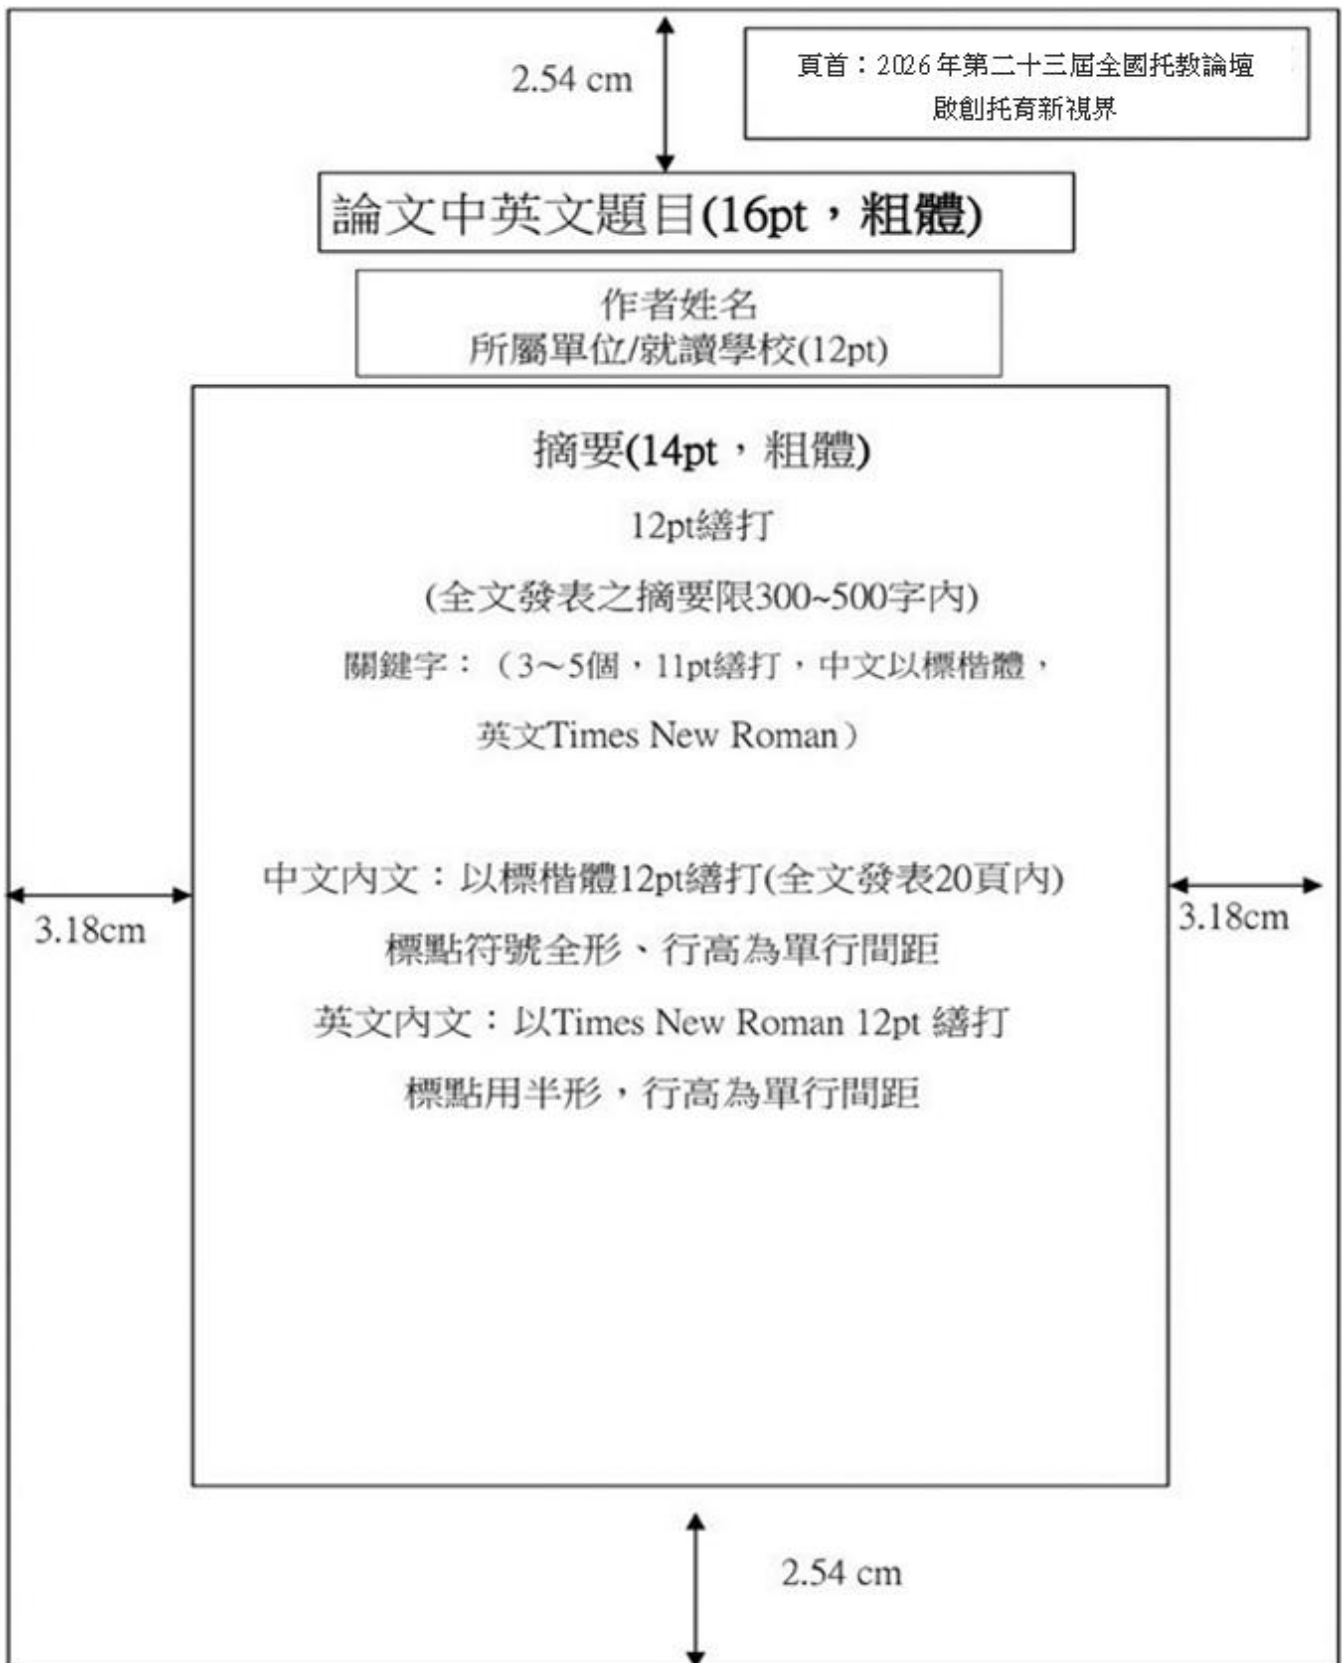 2.54 cm
頁首：2026年第二十三屆全國托教論壇
啟創托育新視界
論文中英文題目(16pt，粗體)
作者姓名
所屬單位/就讀學校(12pt)
摘要(14pt，粗體)
12pt繕打
(全文發表之摘要限300~500字內)
關鍵字：（3～5個，11pt繕打，中文以標楷體，
英文Times New Roman）
中文內文：以標楷體12pt繕打(全文發表20頁內)
3.18cm
3.18cm
標點符號全形、行高為單行間距
英文內文：以Times New Roman 12pt 繕打
標點用半形，行高為單行間距
2.54 cm